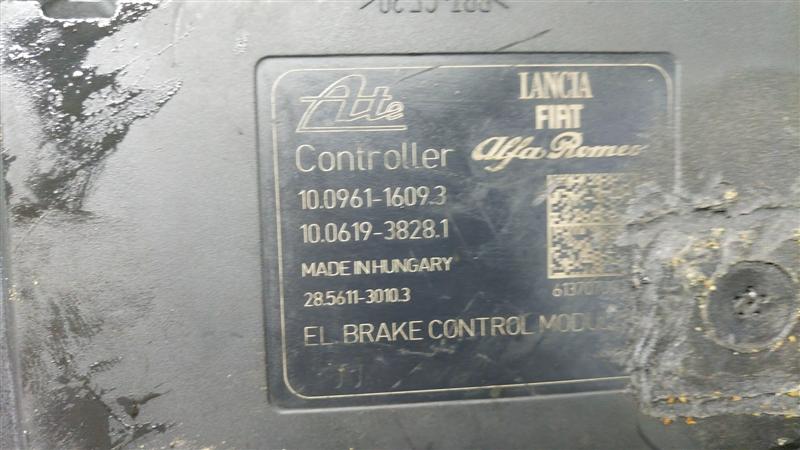 Ate
LANCIA
FIAT
Alfa Romeo
Controller
10.0961-1609.3
10.0619-3828.1
MADE IN HUNGARY
28.5611-3010.3
EL. BRAKE CONTROL